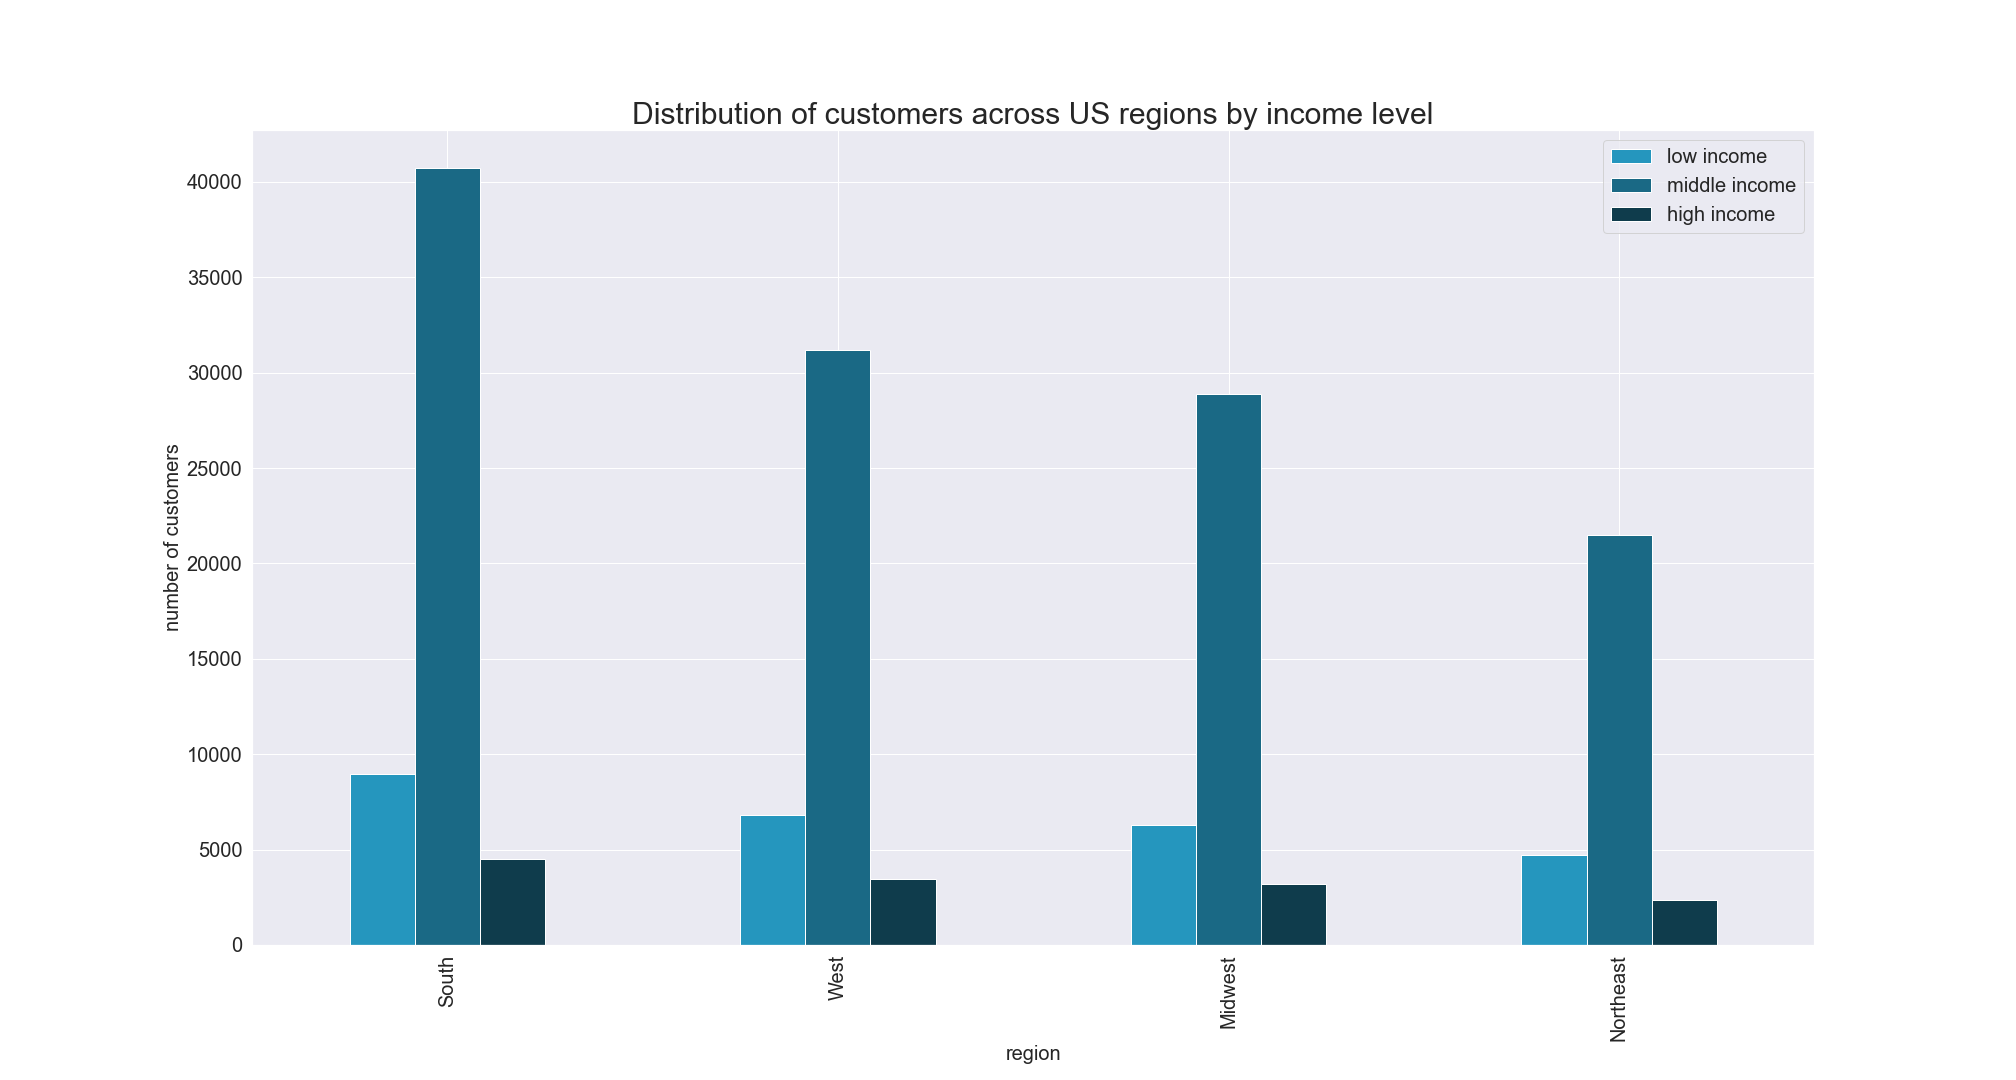 Distribution of customers across US regions by income level
low income
middle income
high income
40000
35000
30000
25000
20000
15000
10000
5000
0
number of customers
South
West
Midwest
Northeast
region